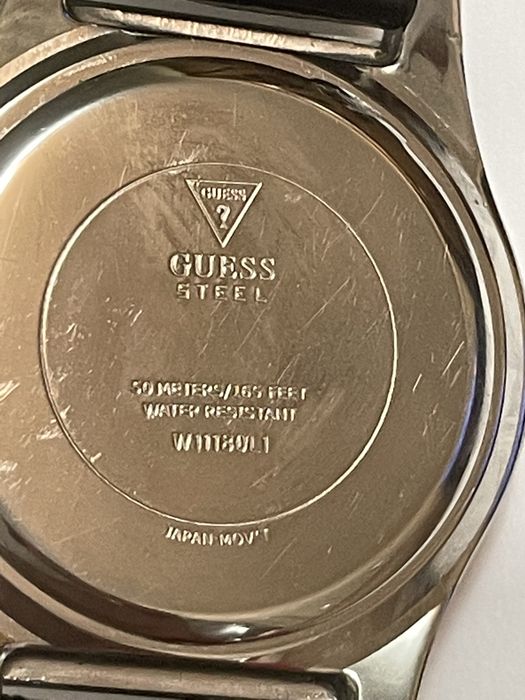 GUESS
?
GUESS
STEEL
50 METERS/165 FEET
WATER RESISTANT
W11180L1
JAPAN MOV'T